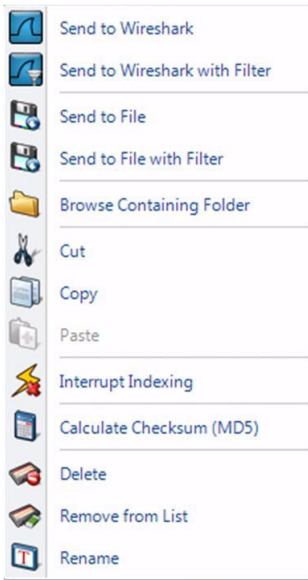 Send to Wireshark
Send to Wireshark with Filter
Send to File
Send to File with Filter
Browse Containing Folder
Cut
Copy
Paste
Interrupt Indexing
Calculate Checksum (MD5)
Delete
Remove from List
Rename